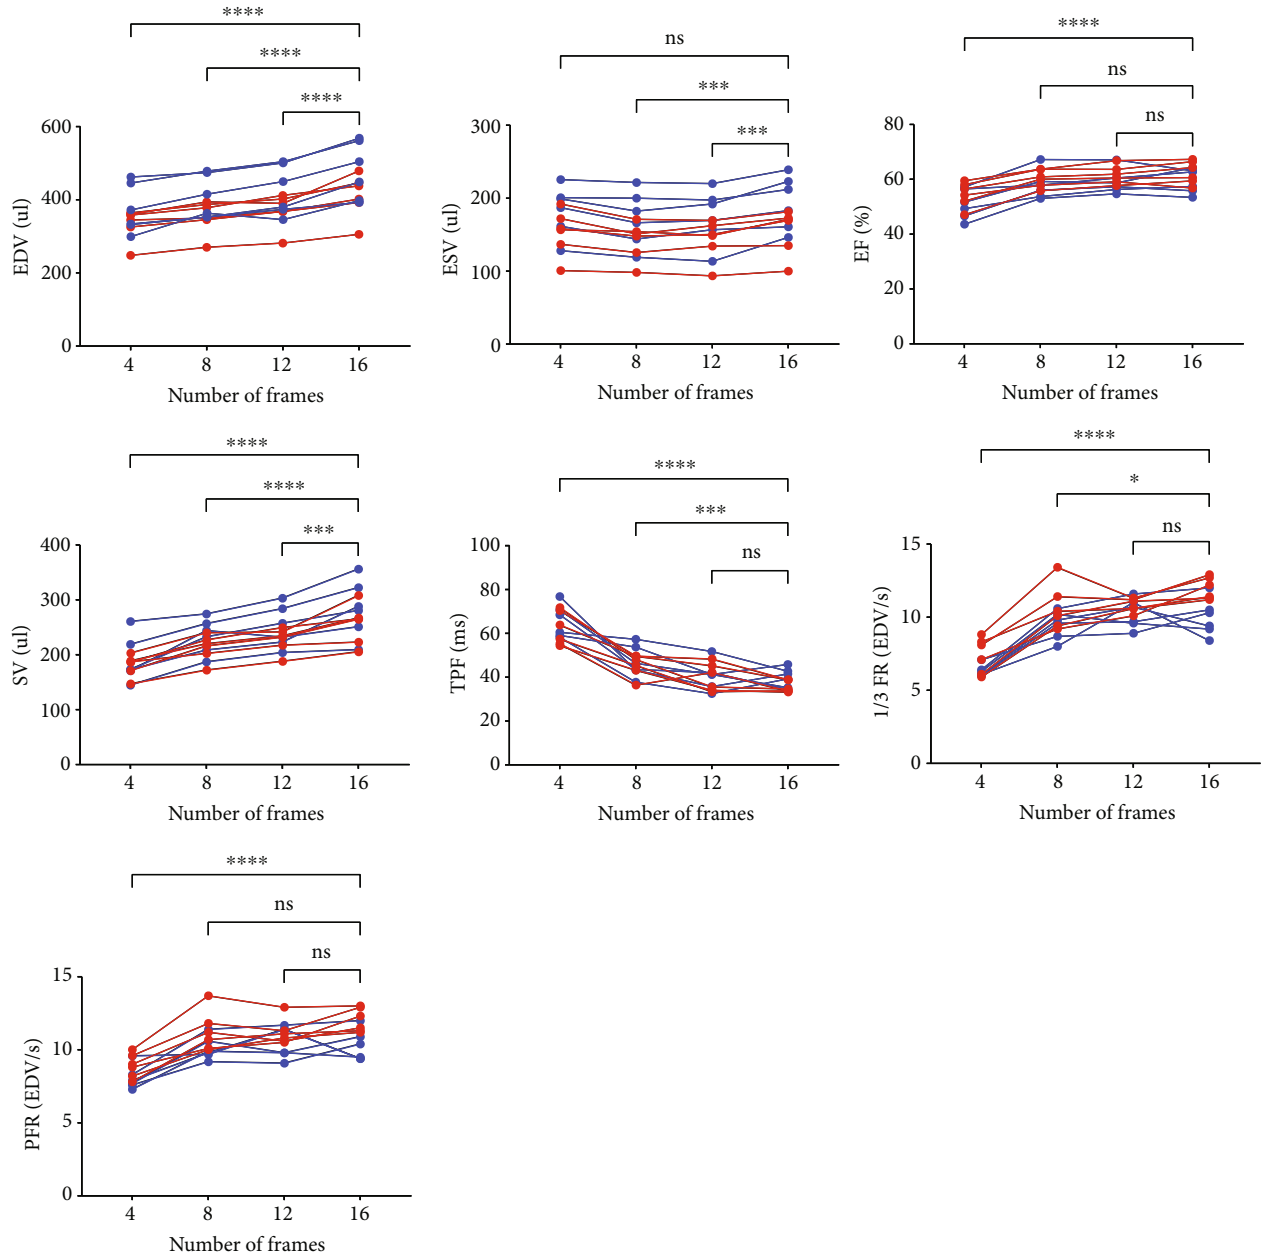 ****
****
****
600
400
200
0
EDV (ul)
4 8 12 16
Number of frames
ns
***
***
300
200
100
0
ESV (ul)
4 8 12 16
Number of frames
****
ns
ns
80
60
40
20
0
EF (%)
4 8 12 16
Number of frames
****
****
***
400
300
200
100
0
SV (ul)
4 8 12 16
Number of frames
****
***
ns
100
80
60
40
20
0
TPF (ms)
4 8 12 16
Number of frames
****
*
ns
15
10
5
0
1/3 FR (EDV/s)
4 8 12 16
Number of frames
****
ns
ns
15
10
5
0
PFR (EDV/s)
4 8 12 16
Number of frames